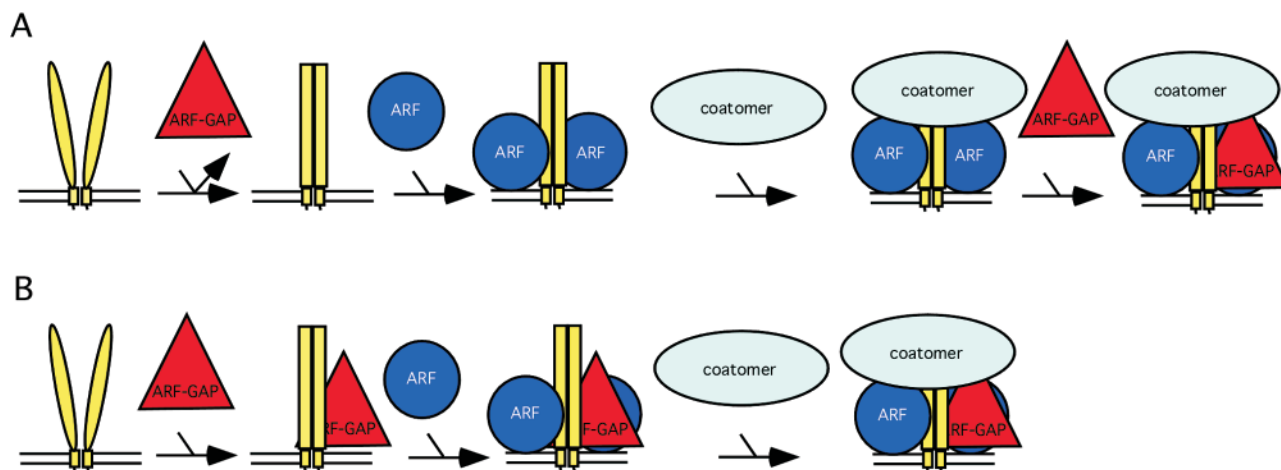 A
ARF-GAP
ARF
ARF
ARF
coatomer
coatomer
ARF
ARF
ARF-GAP
coatomer
ARF
RF-GAP
B
ARF-GAP
RF-GAP
ARF
ARF
F-GAP
coatomer
coatomer
ARF
RF-GAP